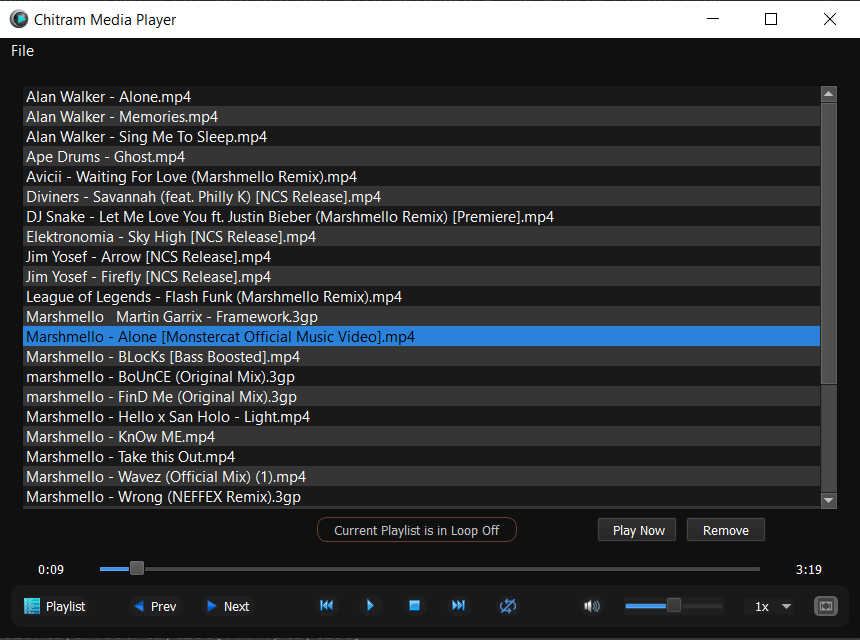 Chitram Media Player
File
Alan Walker - Alone.mp4
Alan Walker - Memories.mp4
Alan Walker - Sing Me To Sleep.mp4
Ape Drums - Ghost.mp4
Avicii - Waiting For Love (Marshmello Remix).mp4
Diviners - Savannah (feat. Philly K) [NCS Release].mp4
DJ Snake - Let Me Love You ft. Justin Bieber (Marshmello Remix) [Premiere].mp4
Elektronomia - Sky High [NCS Release].mp4
Jim Yosef - Arrow [NCS Release].mp4
Jim Yosef - Firefly [NCS Release].mp4
League of Legends - Flash Funk (Marshmello Remix).mp4
Marshmello   Martin Garrix - Framework.3gp
Marshmello - Alone [Monstercat Official Music Video].mp4
Marshmello - BLocKs [Bass Boosted].mp4
marshmello - BoUnCE (Original Mix).3gp
marshmello - FinD Me (Original Mix).3gp
Marshmello - Hello x San Holo - Light.mp4
Marshmello - KnOw ME.mp4
Marshmello - Take this Out.mp4
Marshmello - Wavez (Official Mix) (1).mp4
Marshmello - Wrong (NEFFEX Remix).3gp
Current Playlist is in Loop Off Play Now Remove
0:09 3:19
Playlist Prev Next 1x